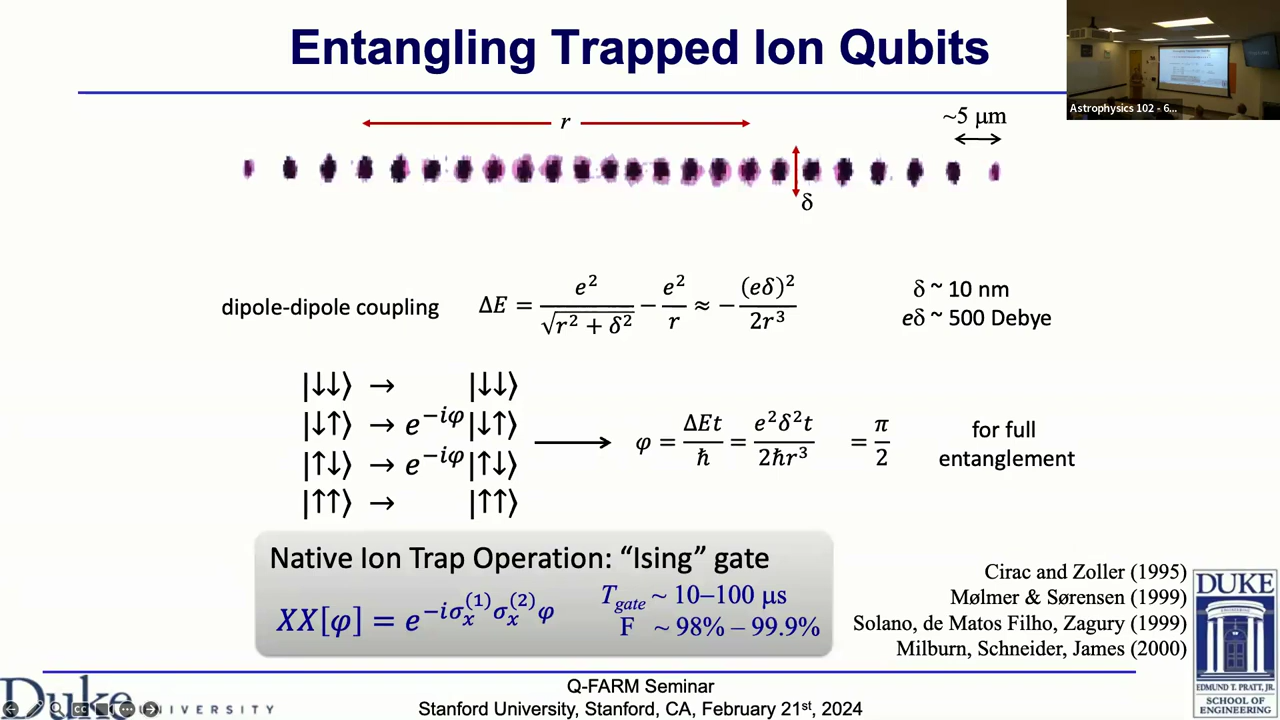 Entangling Trapped Ion Qubits
Astrophysics 102 - 6...
r
~5 μm
δ
dipole-dipole coupling
ΔE = e²/√(r² + δ²) − e²/r ≈ − (eδ)²/2r³
δ ~ 10 nm
eδ ~ 500 Debye
|↓↓⟩ → |↓↓⟩
|↓↑⟩ → e^{−iφ}|↓↑⟩
|↑↓⟩ → e^{−iφ}|↑↓⟩
|↑↑⟩ → |↑↑⟩
φ = ΔEt/ℏ = e²δ²t/2ℏr³ = π/2
for full
entanglement
Native Ion Trap Operation: “Ising” gate
XX[φ] = e^{−iσ_x^{(1)}σ_x^{(2)}φ}
T_gate ~ 10–100 μs
F ~ 98% – 99.9%
Cirac and Zoller (1995)
Mølmer & Sørensen (1999)
Solano, de Matos Filho, Zagury (1999)
Milburn, Schneider, James (2000)
Duke
UNIVERSITY
Q-FARM Seminar
Stanford University, Stanford, CA, February 21st, 2024
DUKE
EDMUND T. PRATT, JR.
SCHOOL OF
ENGINEERING